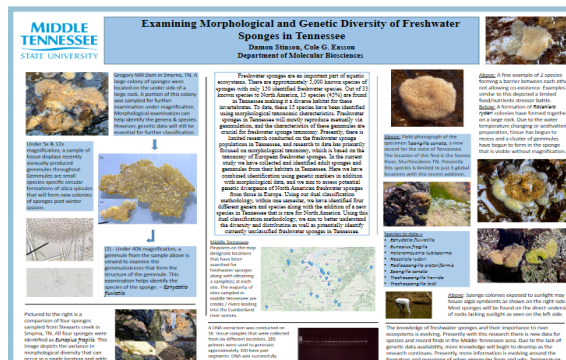 MIDDLE
TENNESSEE
STATE UNIVERSITY
Examining Morphological and Genetic Diversity of Freshwater
Sponges in Tennessee
Damon Stinson, Cole G. Easson
Department of Molecular Biosciences
Gregory Mill Dam in Smyrna, TN. A
large colony of sponges were
located on the under side of a
large rock. A portion of this colony
was sampled for further
examination under magnification.
Morphological examination can
help identify the genera & species.
However, genetic data will still be
essential for further classification.
Under 5x & 12x
magnification, a sample of
tissue displays recently
asexually produced
gemmules throughout.
Gemmules are small
species specific circular
formations of silica spicules
that will form new colonies
of sponges post winter
season.
(2) - Under 40X magnification, a
gemmule from the sample above is
viewed to examine the
gemmuloscleres that form the
structure of the gemmule. This
examination helps identify the
species of the sponge. -
Pictured to the right is a
comparison of four sponges
sampled from Stewarts creek in
Smyrna, TN. All four sponges were
identified as Eunapius fragilis. This
image depicts the variance in
morphological diversity that can
Freshwater sponges are an important part of aquatic
ecosystems. There are approximately 5,000 known species of
sponges with only 150 identified freshwater species. Out of 33
known species to North America, 15 species (45%) are found
in Tennessee making it a diverse habitat for these
invertebrates. To date, these 15 species have been identified
using morphological taxonomic characteristics. Freshwater
sponges in Tennessee will mostly reproduce asexually via
gemmulation, and the characteristics of these gemmules are
crucial for freshwater sponge taxonomy. Presently, there is
limited research conducted on the freshwater sponge
populations in Tennessee, and research to date has primarily
focused on morphological taxonomy, which is based on the
taxonomy of European freshwater sponges. In the current
study we have collected and identified adult sponges and
gemmules from their habitats in Tennessee. Here we have
combined identification using genetic markers in addition
with morphological data, and we aim to assess potential
genetic divergence of North American freshwater sponges
from those in Europe. Using our dual classification
methodology, within one semester, we have identified four
different genera and species along with the addition of a new
species in Tennessee that is rare for North America. Using this
dual classification methodology, we aim to better understand
the diversity and distribution as well as potentially identify
currently unclassified freshwater sponges in Tennessee.
Middle Tennessee
Pinpoints on the map
designate locations
that have been
searched for
freshwater sponges
along with obtaining
a sample(s) at each
site. The majority of
sites sampled in
middle Tennessee are
creeks / rivers leading
into the Cumberland
river system.
A DNA extraction was conducted on
tissue samples that were collected
from six different locations. 28S
primers were used to generate
approximately 300 base pair
Above: Field photograph of the
specimen Spongilla sonata, a new
record for the state of Tennessee.
The location of this find is the Stones
River, Murfreesboro TN. Presently
this species is limited to just 5 global
locations with this recent addition.
Species to date =
Ephydatia fluviatilis
Eunapius fragilis
Heteromeyenia tubisperma
Racekiela ryderi
Radiospongilla crateriformis
Spongilla sonata
Trochospongilla horrida
Trochospongilla leidii
Above: A fine example of 2 species
forming a barrier between each other
not allowing co-existence. Examples
similar to this depicted a limited
food/nutrients stressor battle.
Below: A formation of Racekiela
ryderi colonies have formed together
on a large rock. Due to the water
temperature changing or anticipation
preparation, tissue has begun to
recess and a cluster of gemmules
have begun to form in the sponge
that is visible without magnification.
Above: Sponge colonies exposed to sunlight may
house algal symbionts as shown on the right side.
Most sponges will be found on the direct underside
of rocks lacking sunlight as seen on the left side.
The knowledge of freshwater sponges and their importance to river
ecosystems is evolving. Presently with this research there is new data for
species and record finds in the Middle Tennessee area. Due to the lack of
genetic data availability, more knowledge will begin to develop as the
research continues. Presently, more information is evolving around the